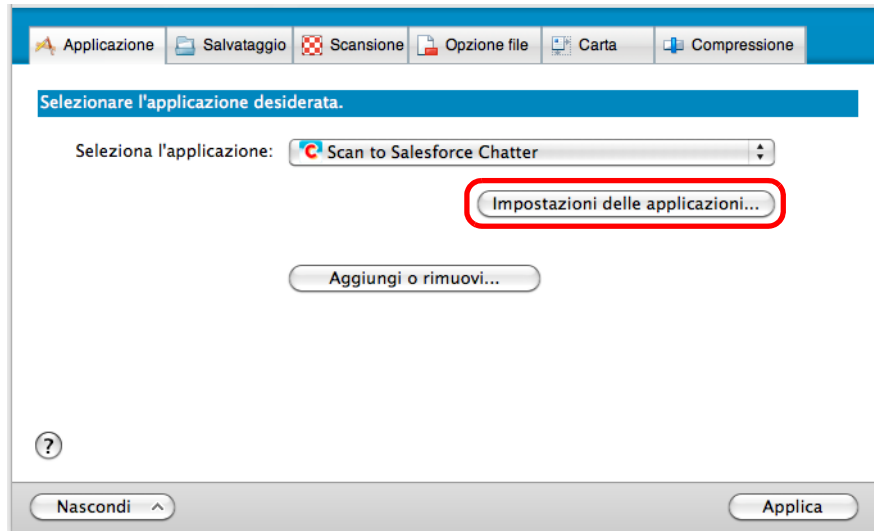 Applicazione Salvataggio Scansione Opzione file Carta Compressione
Selezionare l'applicazione desiderata.
Seleziona l'applicazione: Scan to Salesforce Chatter
Impostazioni delle applicazioni...
Aggiungi o rimuovi...
?
Nascondi Applica